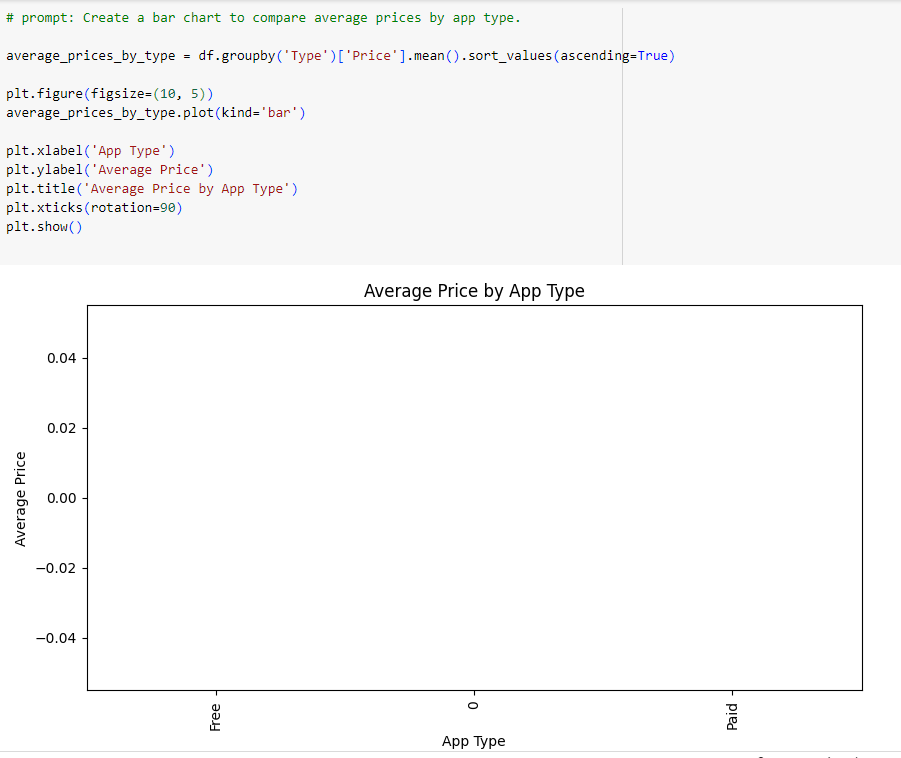 # prompt: Create a bar chart to compare average prices by app type.
average_prices_by_type = df.groupby('Type')['Price'].mean().sort_values(ascending=True)
plt.figure(figsize=(10, 5))
average_prices_by_type.plot(kind='bar')
plt.xlabel('App Type')
plt.ylabel('Average Price')
plt.title('Average Price by App Type')
plt.xticks(rotation=90)
plt.show()
Average Price by App Type
0.04
0.02
0.00
−0.02
−0.04
Average Price
Free
0
Paid
App Type